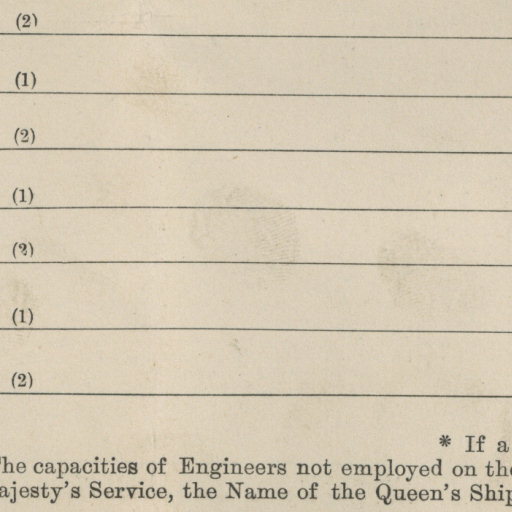 (2)
(1)
(2)
(1)
(2)
(1)
(2)
* If a
The capacities of Engineers not employed on the
ajesty's Service, the Name of the Queen's Ship